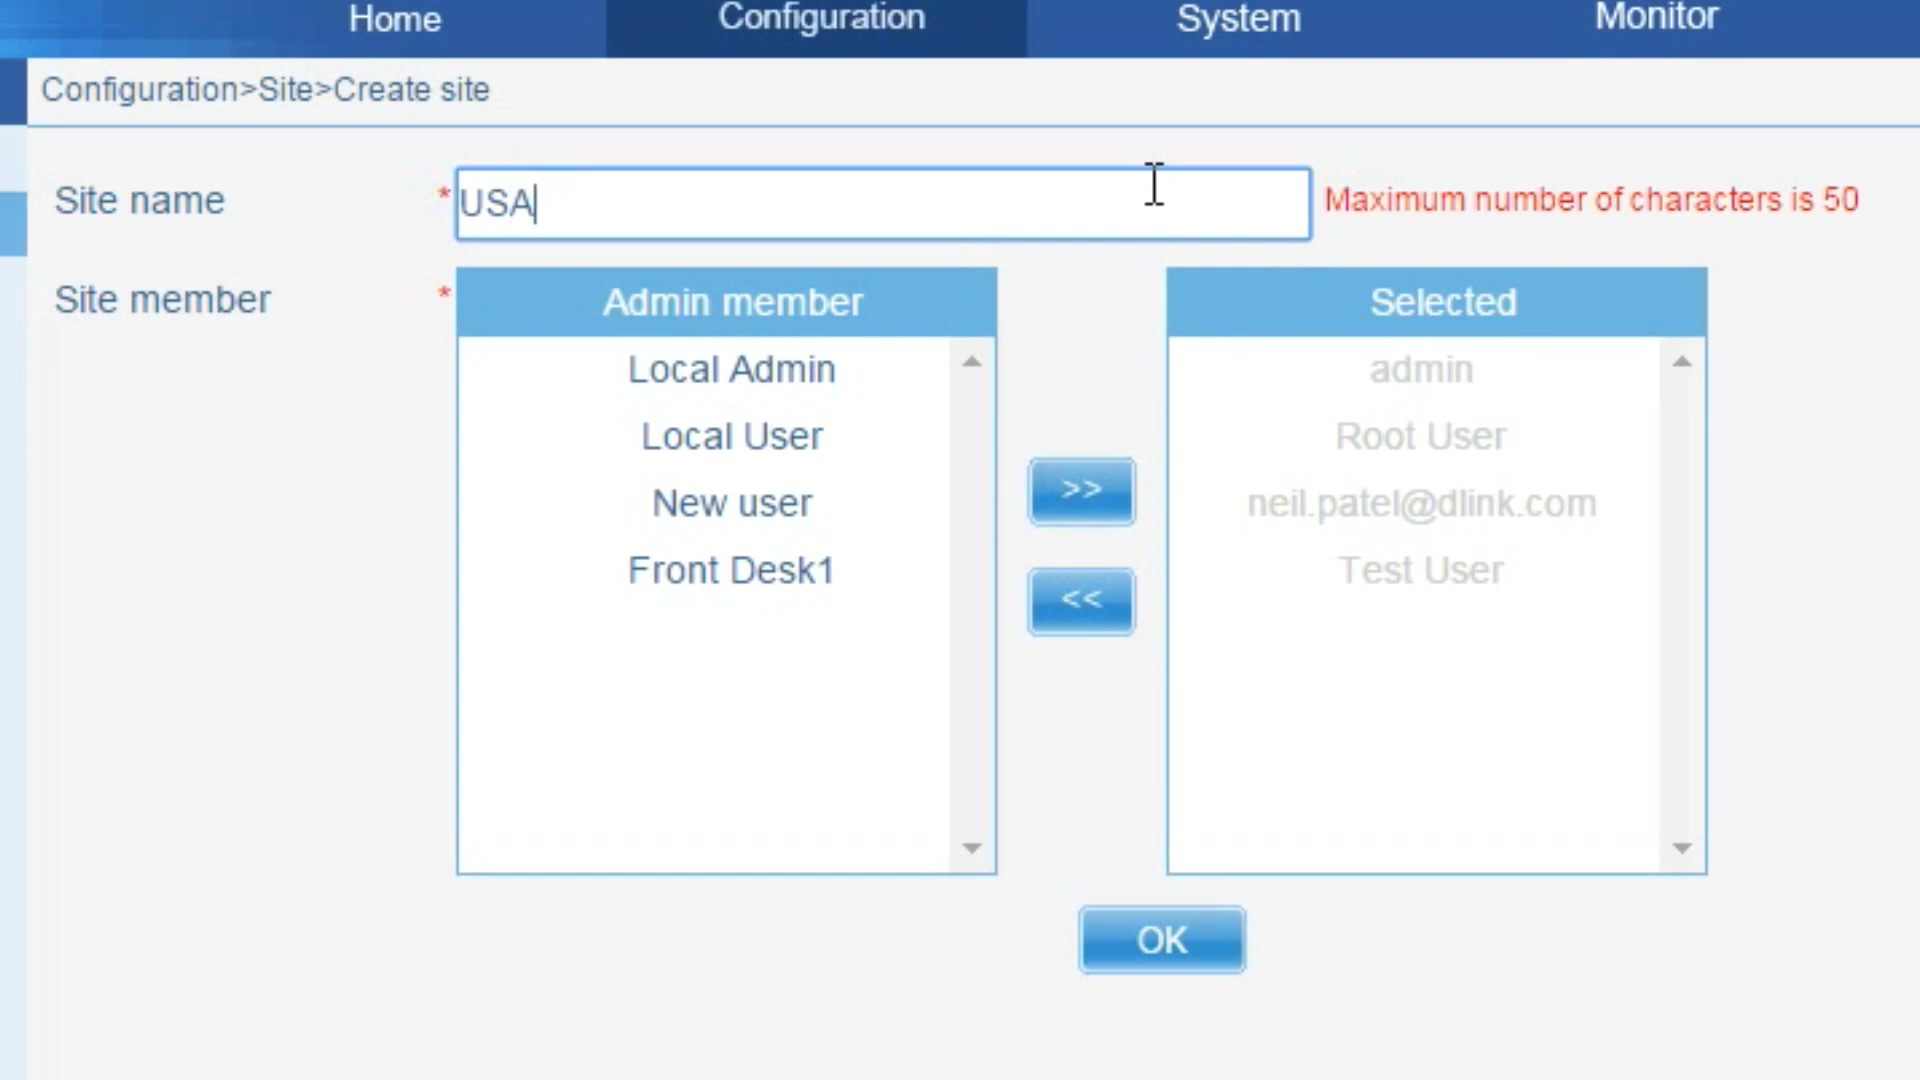 Home Configuration System Monitor
Configuration>Site>Create site
Site name * USA Maximum number of characters is 50
Site member * Admin member Selected
Local Admin admin
Local User Root User
New user neil.patel@dlink.com
Front Desk1 Test User
>>
<<
OK